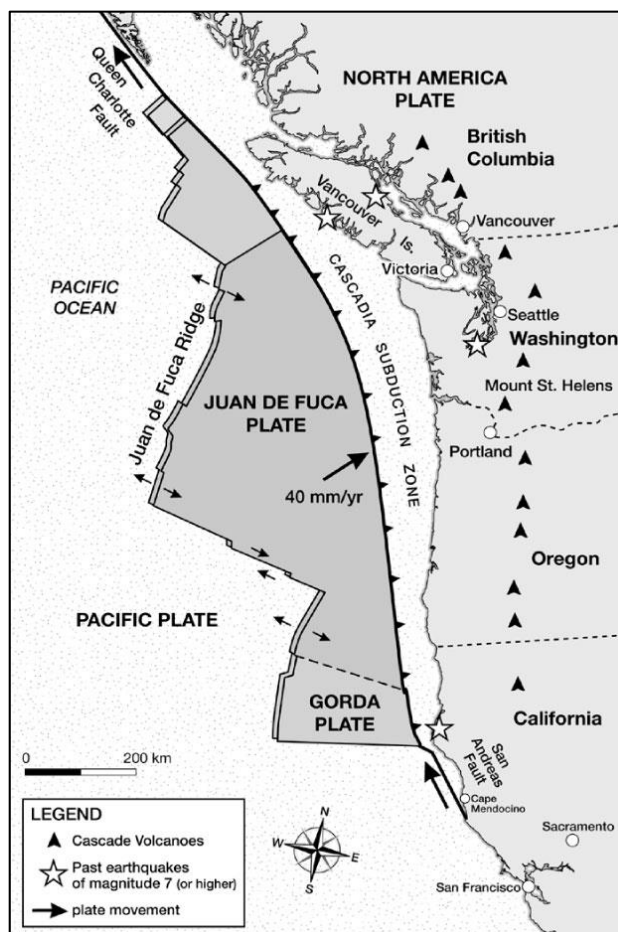 Queen
Charlotte
Fault
NORTH AMERICA
PLATE
British
Columbia
Vancouver
Is.
Vancouver
Victoria
PACIFIC
OCEAN
CASCADIA SUBDUCTION ZONE
Seattle
Washington
Juan de Fuca Ridge
JUAN DE FUCA
PLATE
Mount St. Helens
40 mm/yr
Portland
Oregon
PACIFIC PLATE
GORDA
PLATE
California
San
Andreas
Fault
0 200 km
Cape
Mendocino
Sacramento
San Francisco
LEGEND
Cascade Volcanoes
Past earthquakes
of magnitude 7 (or higher)
plate movement
N
W
E
S